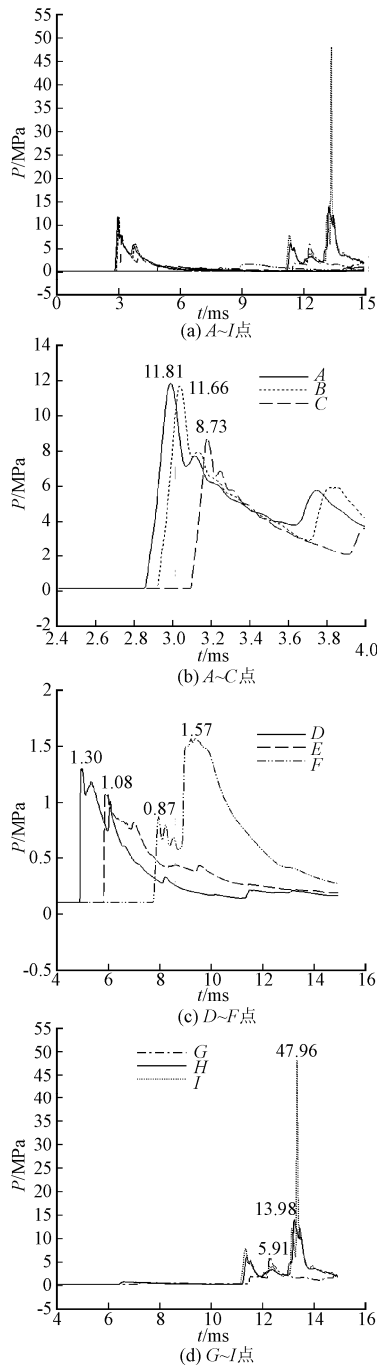 55
50
45
40
35
30
25
20
15
10
5
0
-5
P/MPa
0 3 6 9 12 15
t/ms
(a) A~I点
14
12
10
8
6
4
2
0
-2
P/MPa
11.81
11.66
8.73
A
B
C
2.4 2.6 2.8 3.0 3.2 3.4 3.6 3.8 4.0
t/ms
(b) A~C点
2
1.5
1
0.5
0
-0.5
P/MPa
1.30
1.08
0.87
1.57
D
E
F
4 6 8 10 12 14 16
t/ms
(c) D~F点
55
50
45
40
35
30
25
20
15
10
5
0
-5
P/MPa
G
H
I
47.96
13.98
5.91
4 6 8 10 12 14 16
t/ms
(d) G~I点